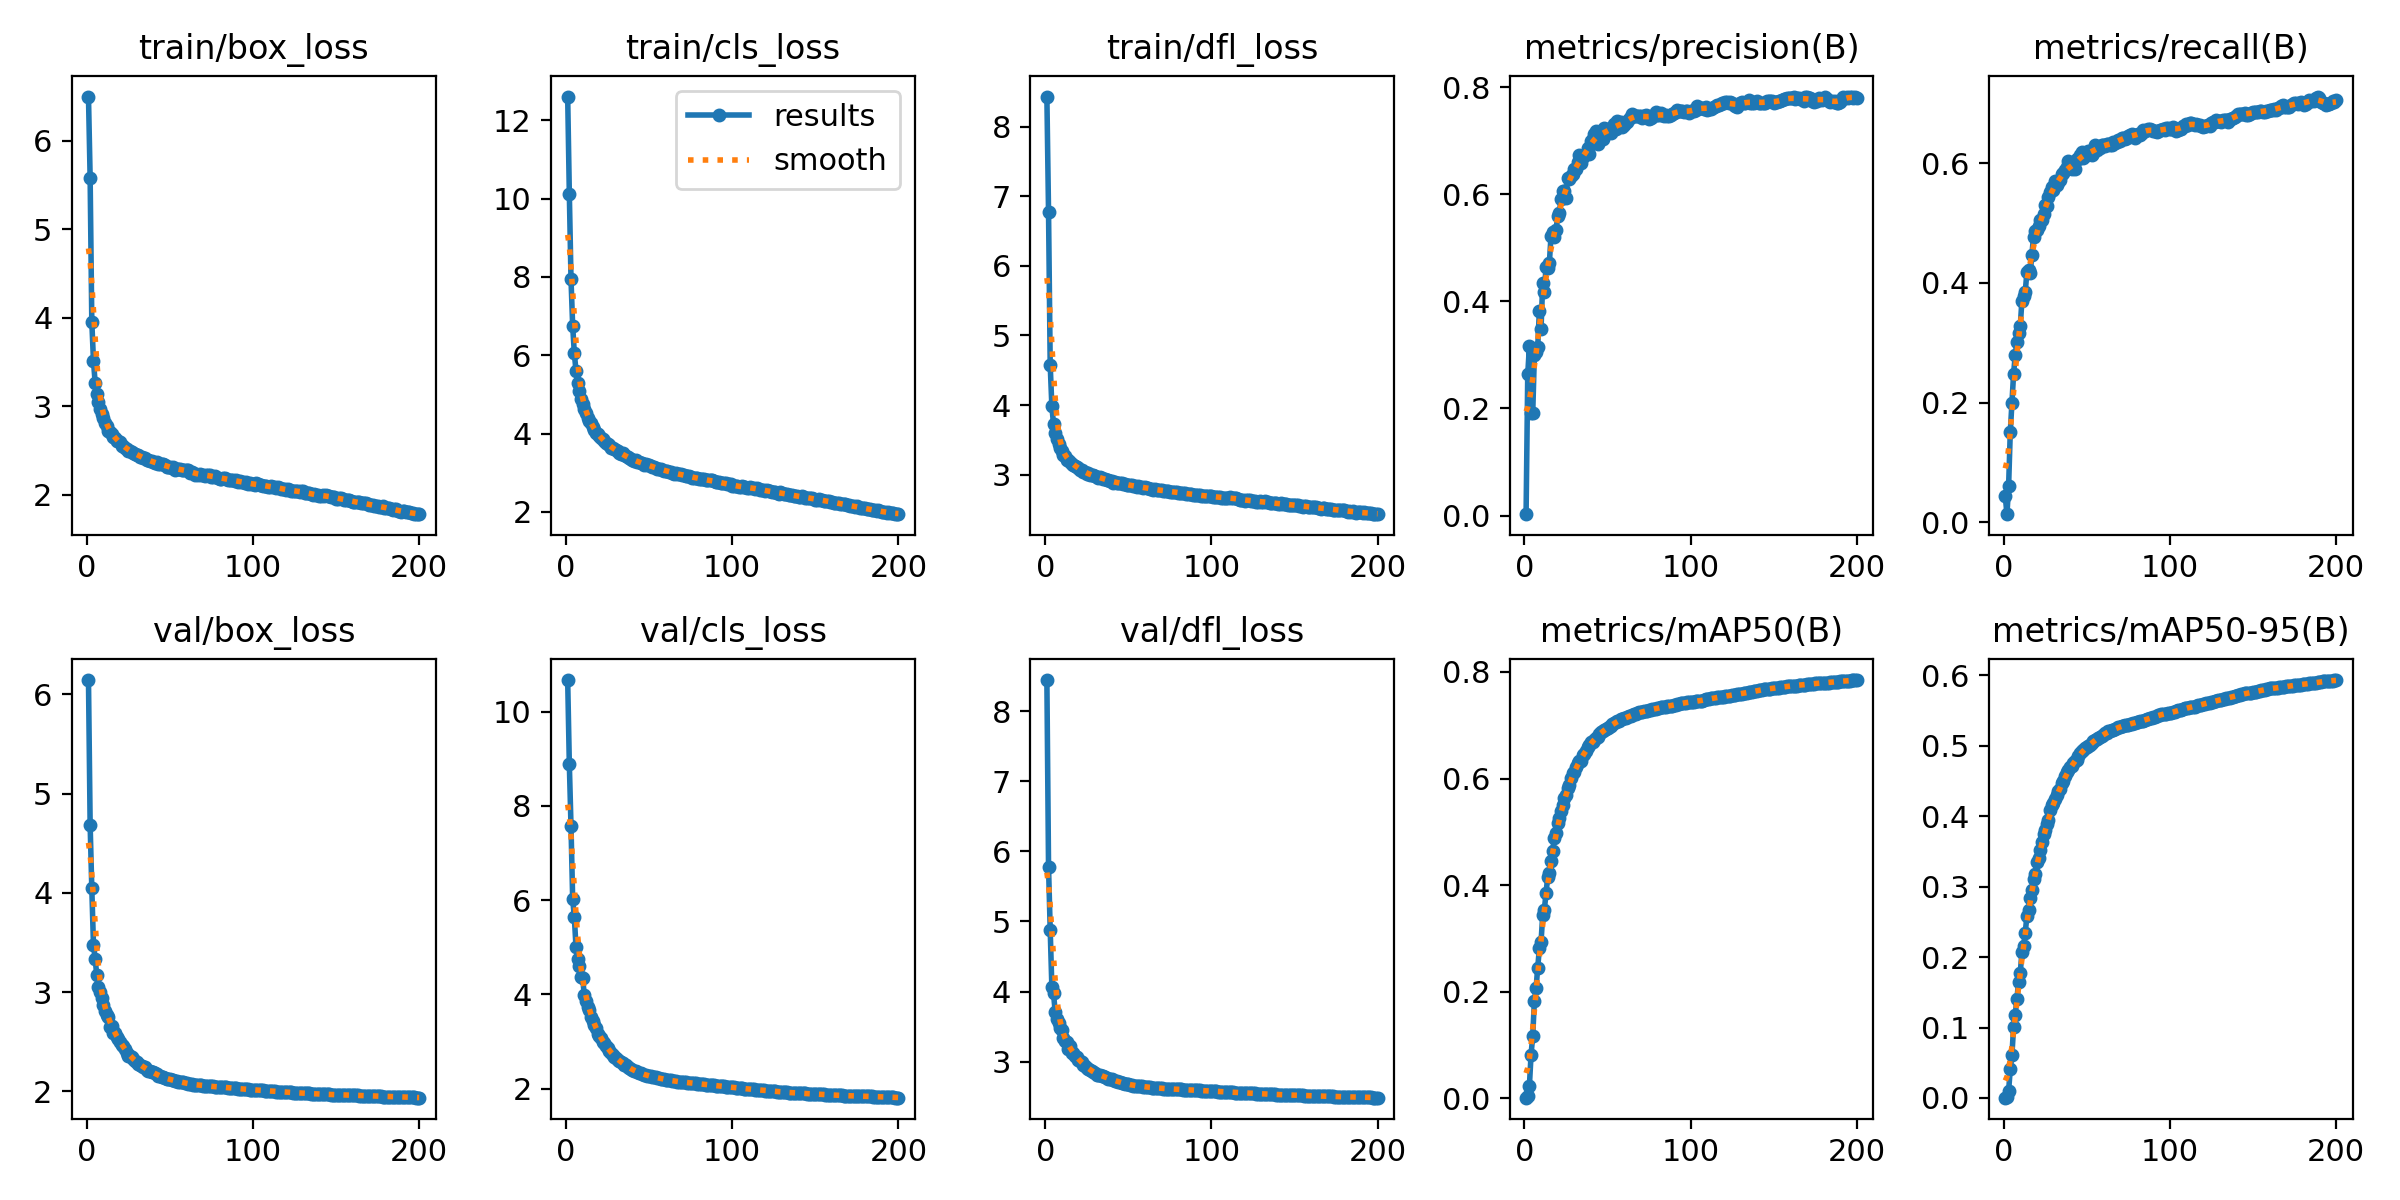 train/box_loss
6
5
4
3
2
0 100 200
train/cls_loss
results
smooth
12
10
8
6
4
2
0 100 200
train/dfl_loss
8
7
6
5
4
3
0 100 200
metrics/precision(B)
0.8
0.6
0.4
0.2
0.0
0 100 200
metrics/recall(B)
0.6
0.4
0.2
0.0
0 100 200
val/box_loss
6
5
4
3
2
0 100 200
val/cls_loss
10
8
6
4
2
0 100 200
val/dfl_loss
8
7
6
5
4
3
0 100 200
metrics/mAP50(B)
0.8
0.6
0.4
0.2
0.0
0 100 200
metrics/mAP50-95(B)
0.6
0.5
0.4
0.3
0.2
0.1
0.0
0 100 200